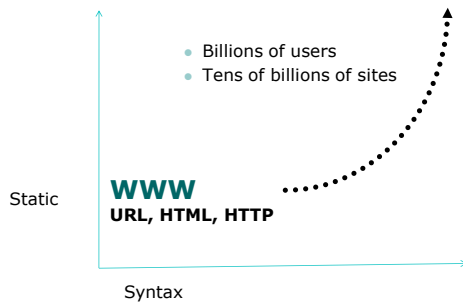 Billions of users
Tens of billions of sites
WWW
URL, HTML, HTTP
Static
Syntax